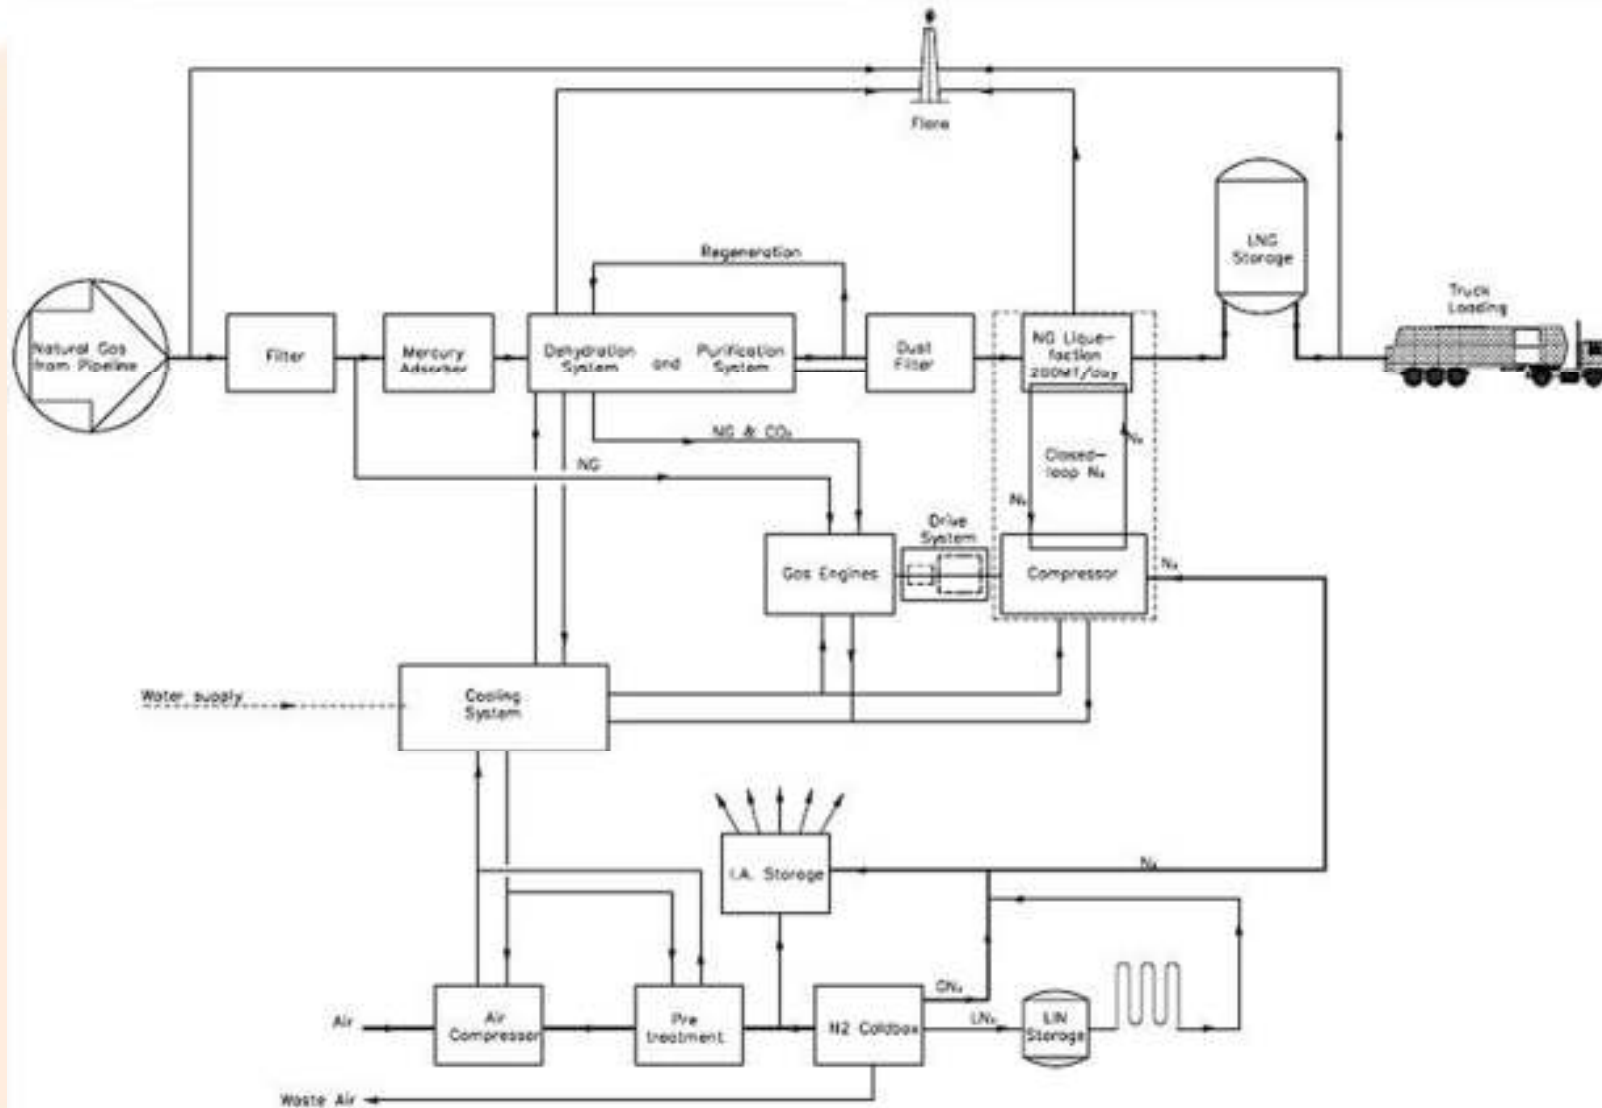 Flare
Regeneration
LNG
Storage
Truck
Loading
Natural Gas
from Pipeline
Filter
Mercury
Adsorber
Dehydration
System
and
Purification
System
Dust
Filter
NG Lique-
faction
200MT/day
NG & CO₂
NG
N₂
Closed-
loop N₂
N₂
Drive
System
Gas Engines
Compressor
N₂
Water supply
Cooling
System
I.A. Storage
N₂
Air
Air
Compressor
Pre
treatment
N2 Coldbox
GN₂
LN₂
LIN
Storage
Waste Air